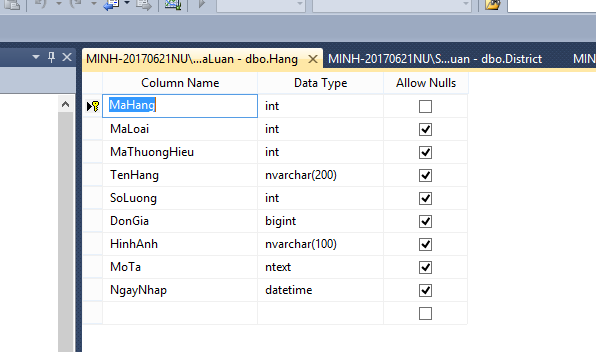 MINH-20170621NU\...aLuan - dbo.Hang
MINH-20170621NU\S...uan - dbo.District
MIN
Column Name Data Type Allow Nulls
MaHang int
MaLoai int
MaThuongHieu int
TenHang nvarchar(200)
SoLuong int
DonGia bigint
HinhAnh nvarchar(100)
MoTa ntext
NgayNhap datetime